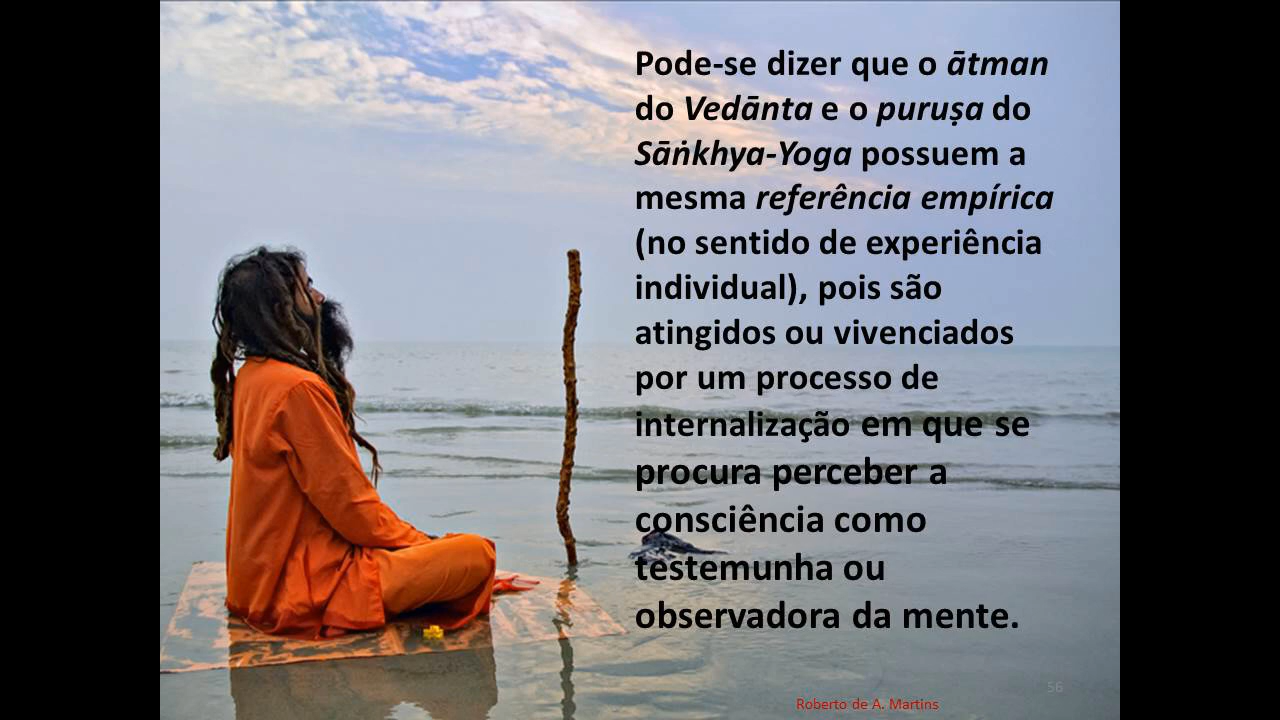 Pode-se dizer que o ātman
do Vedānta e o puruṣa do
Sāṅkhya-Yoga possuem a
mesma referência empírica
(no sentido de experiência
individual), pois são
atingidos ou vivenciados
por um processo de
internalização em que se
procura perceber a
consciência como
testemunha ou
observadora da mente.
56
Roberto de A. Martins